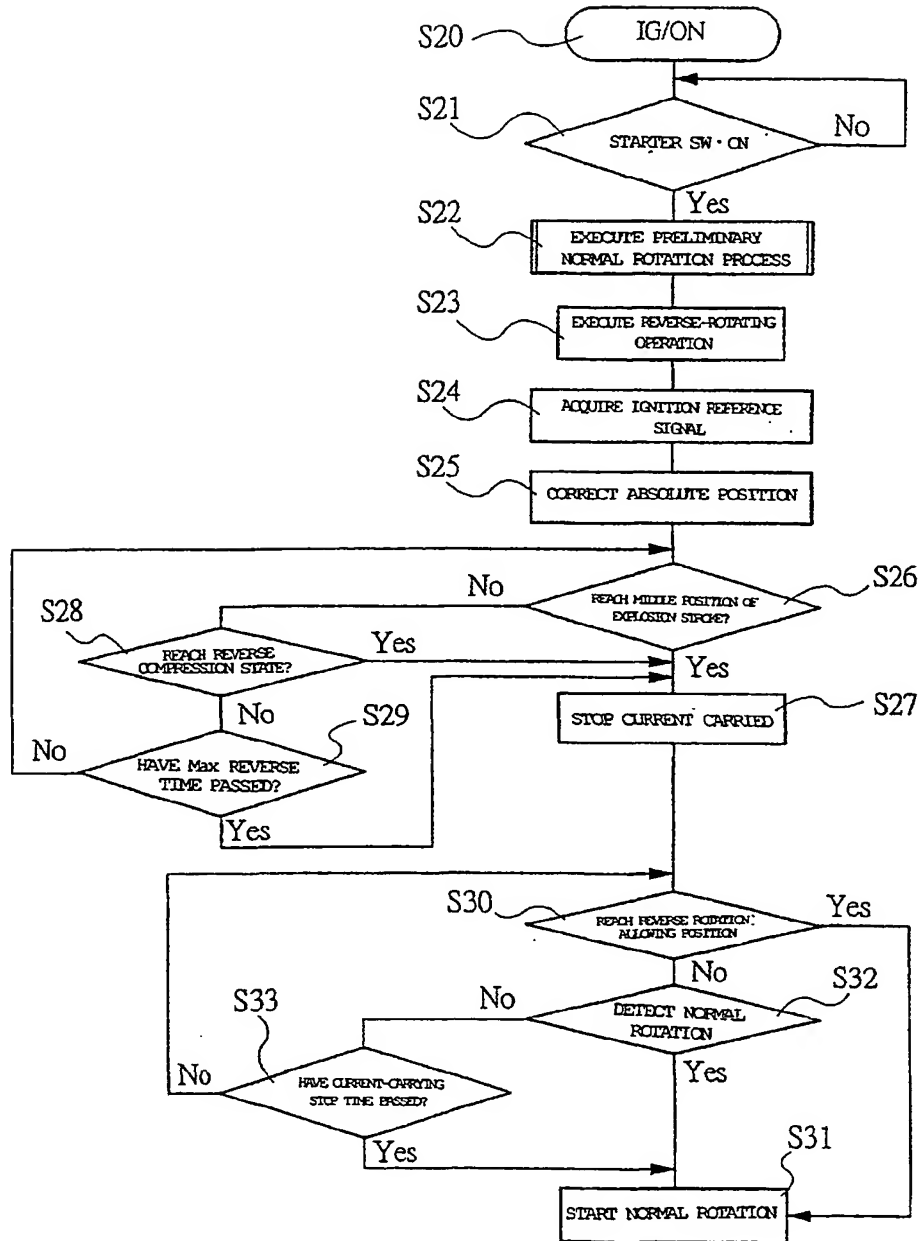 S20
IG/ON
S21
STARTER SW·ON
No
Yes
S22
EXECUTE PRELIMINARY
NORMAL ROTATION PROCESS
S23
EXECUTE REVERSE-ROTATING
OPERATION
S24
ACQUIRE IGNITION REFERENCE
SIGNAL
S25
CORRECT ABSOLUTE POSITION
S26
REACH MIDDLE POSITION OF
EXPLOSION STROKE?
No
Yes
S28
REACH REVERSE
COMPRESSION STATE?
Yes
No
S27
STOP CURRENT CARRIED
S29
HAVE Max REVERSE
TIME PASSED?
No
Yes
S30
REACH REVERSE ROTATION
ALLOWING POSITION
Yes
No
S32
DETECT NORMAL
ROTATION
No
Yes
S33
HAVE CURRENT-CARRYING
STOP TIME PASSED?
No
Yes
S31
START NORMAL ROTATION